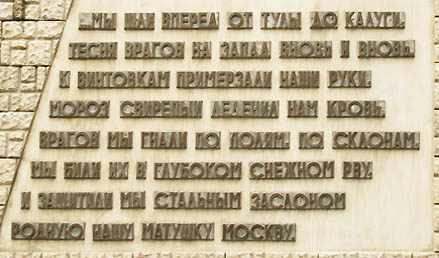 ...МЫ ШЛИ ВПЕРЕД ОТ ТУЛЫ ДО КАЛУГИ,
ТЕСНЯ ВРАГОВ НА ЗАПАД ВНОВЬ И ВНОВЬ.
К ВИНТОВКАМ ПРИМЕРЗАЛИ НАШИ РУКИ,
МОРОЗ СВИРЕПЫЙ ЛЕДЕНИЛ НАМ КРОВЬ.
ВРАГОВ МЫ ГНАЛИ ПО ПОЛЯМ, ПО СКЛОНАМ,
МЫ БИЛИ ИХ В ГЛУБОКОМ СНЕЖНОМ РВУ,
И ЗАЩИТИЛИ МЫ СТАЛЬНЫМ ЗАСЛОНОМ
РОДНУЮ НАШУ МАТУШКУ МОСКВУ.